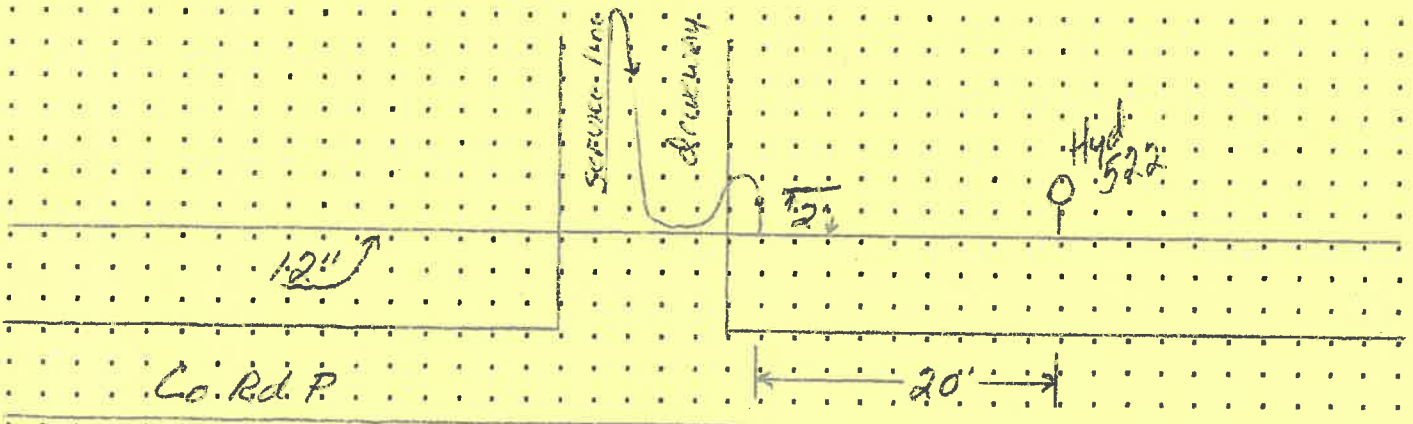 service line
driveway
Hyd
522
2'
12"
Co. Rd. P.
20'